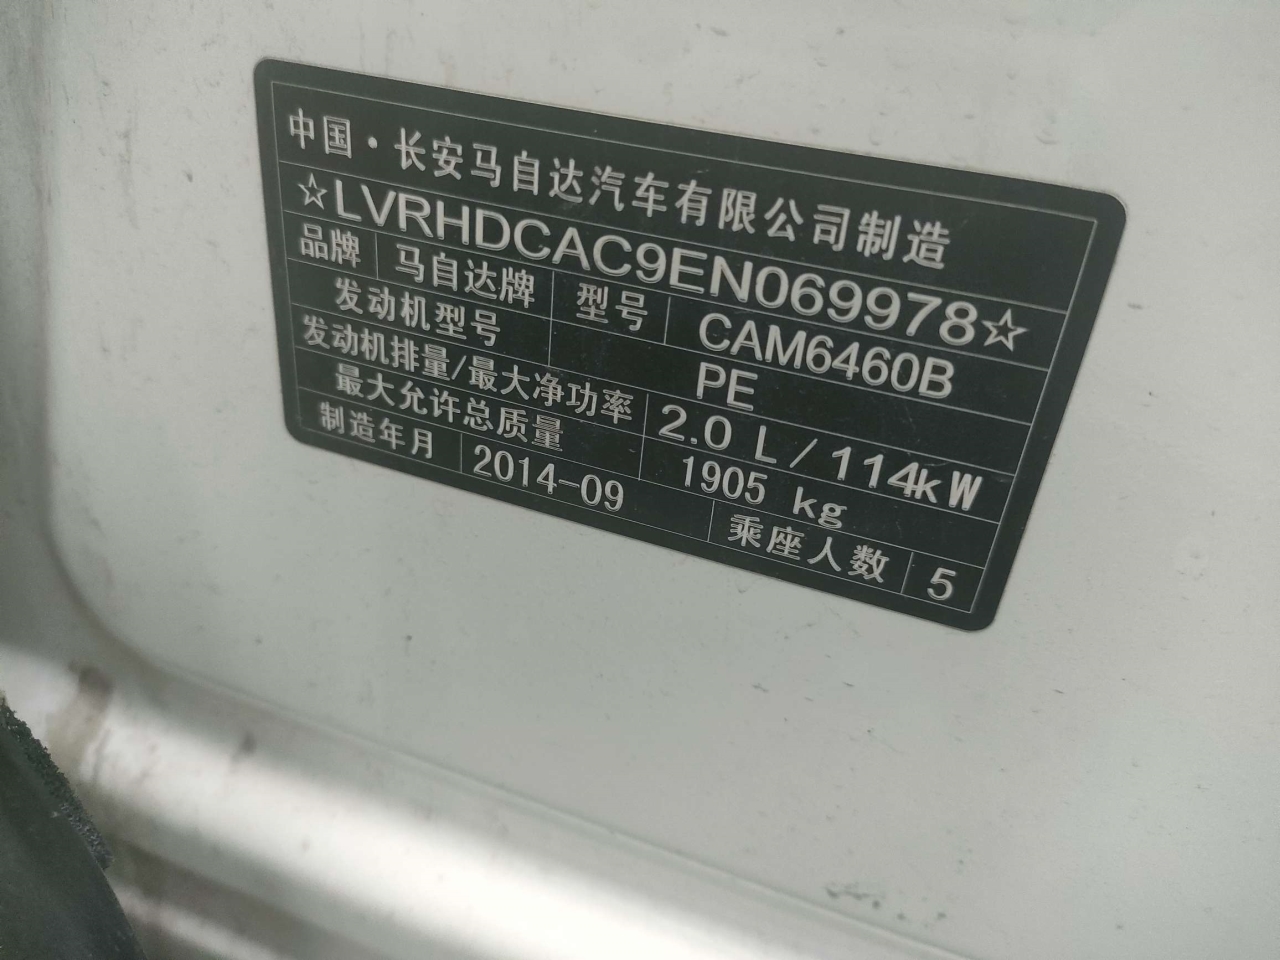 中国·长安马自达汽车有限公司制造
☆LVRHDCAC9EN069978☆
品牌 马自达牌 型号 CAM6460B
发动机型号 PE
发动机排量/最大净功率 2.0 L/114kW
最大允许总质量 1905 kg
制造年月 2014-09 乘座人数 5